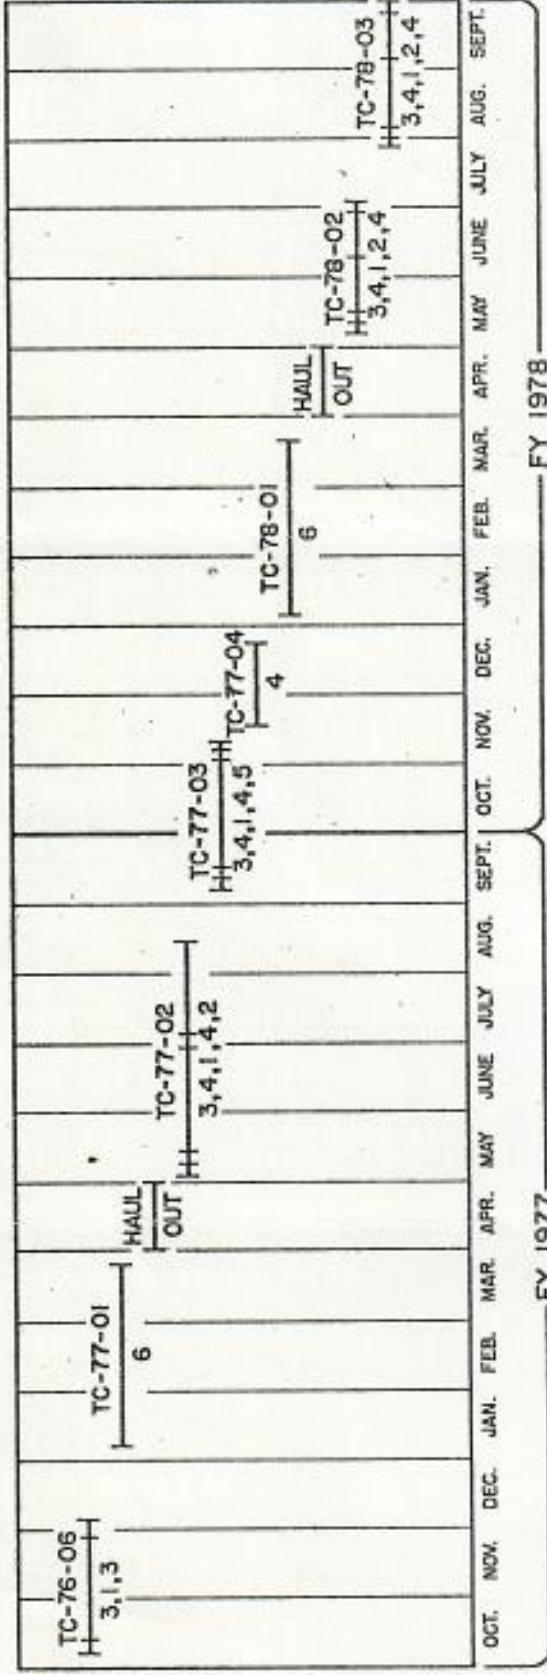 TC-76-06
3,1,3
TC-77-01
6
HAUL
OUT
TC-77-02
3,4,1,4,2
TC-77-03
3,4,1,4,5
TC-77-04
4
TC-78-01
6
HAUL
OUT
TC-78-02
3,4,1,2,4
TC-78-03
3,4,1,2,4
OCT. NOV. DEC. JAN. FEB. MAR. APR. MAY JUNE JULY AUG. SEPT. OCT. NOV. DEC. JAN. FEB. MAR. APR. MAY JUNE JULY AUG. SEPT.
FY 1977 FY 1978